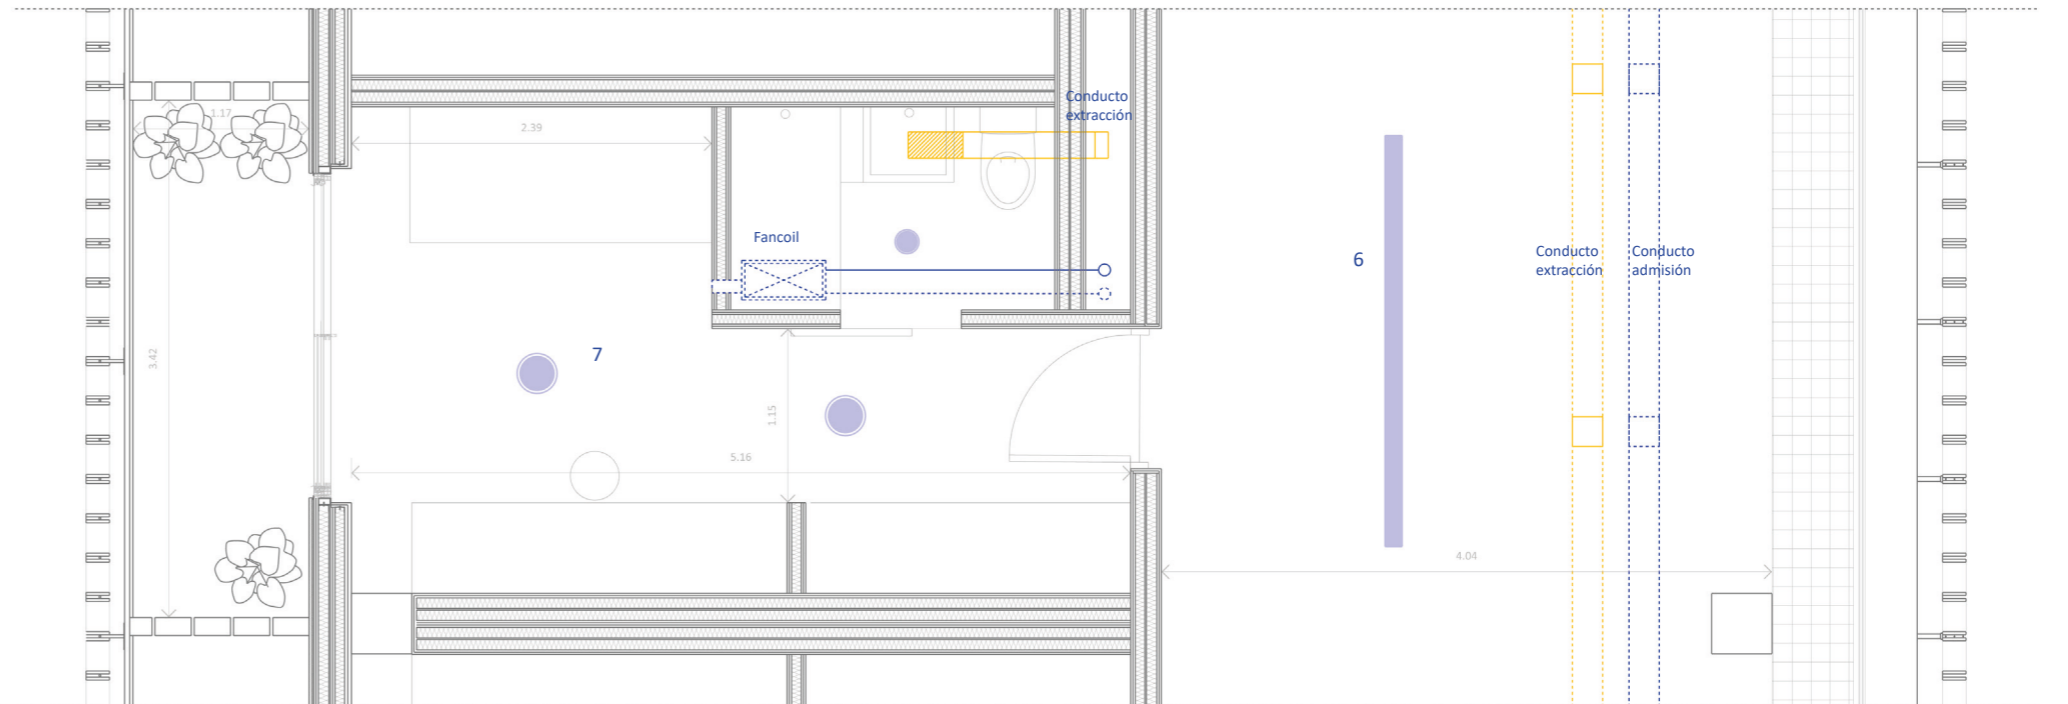 Conducto
extracción
1.17
2.39
Fancoil
6
Conducto
extracción
Conducto
admisión
7
3.42
1.15
5.16
4.04